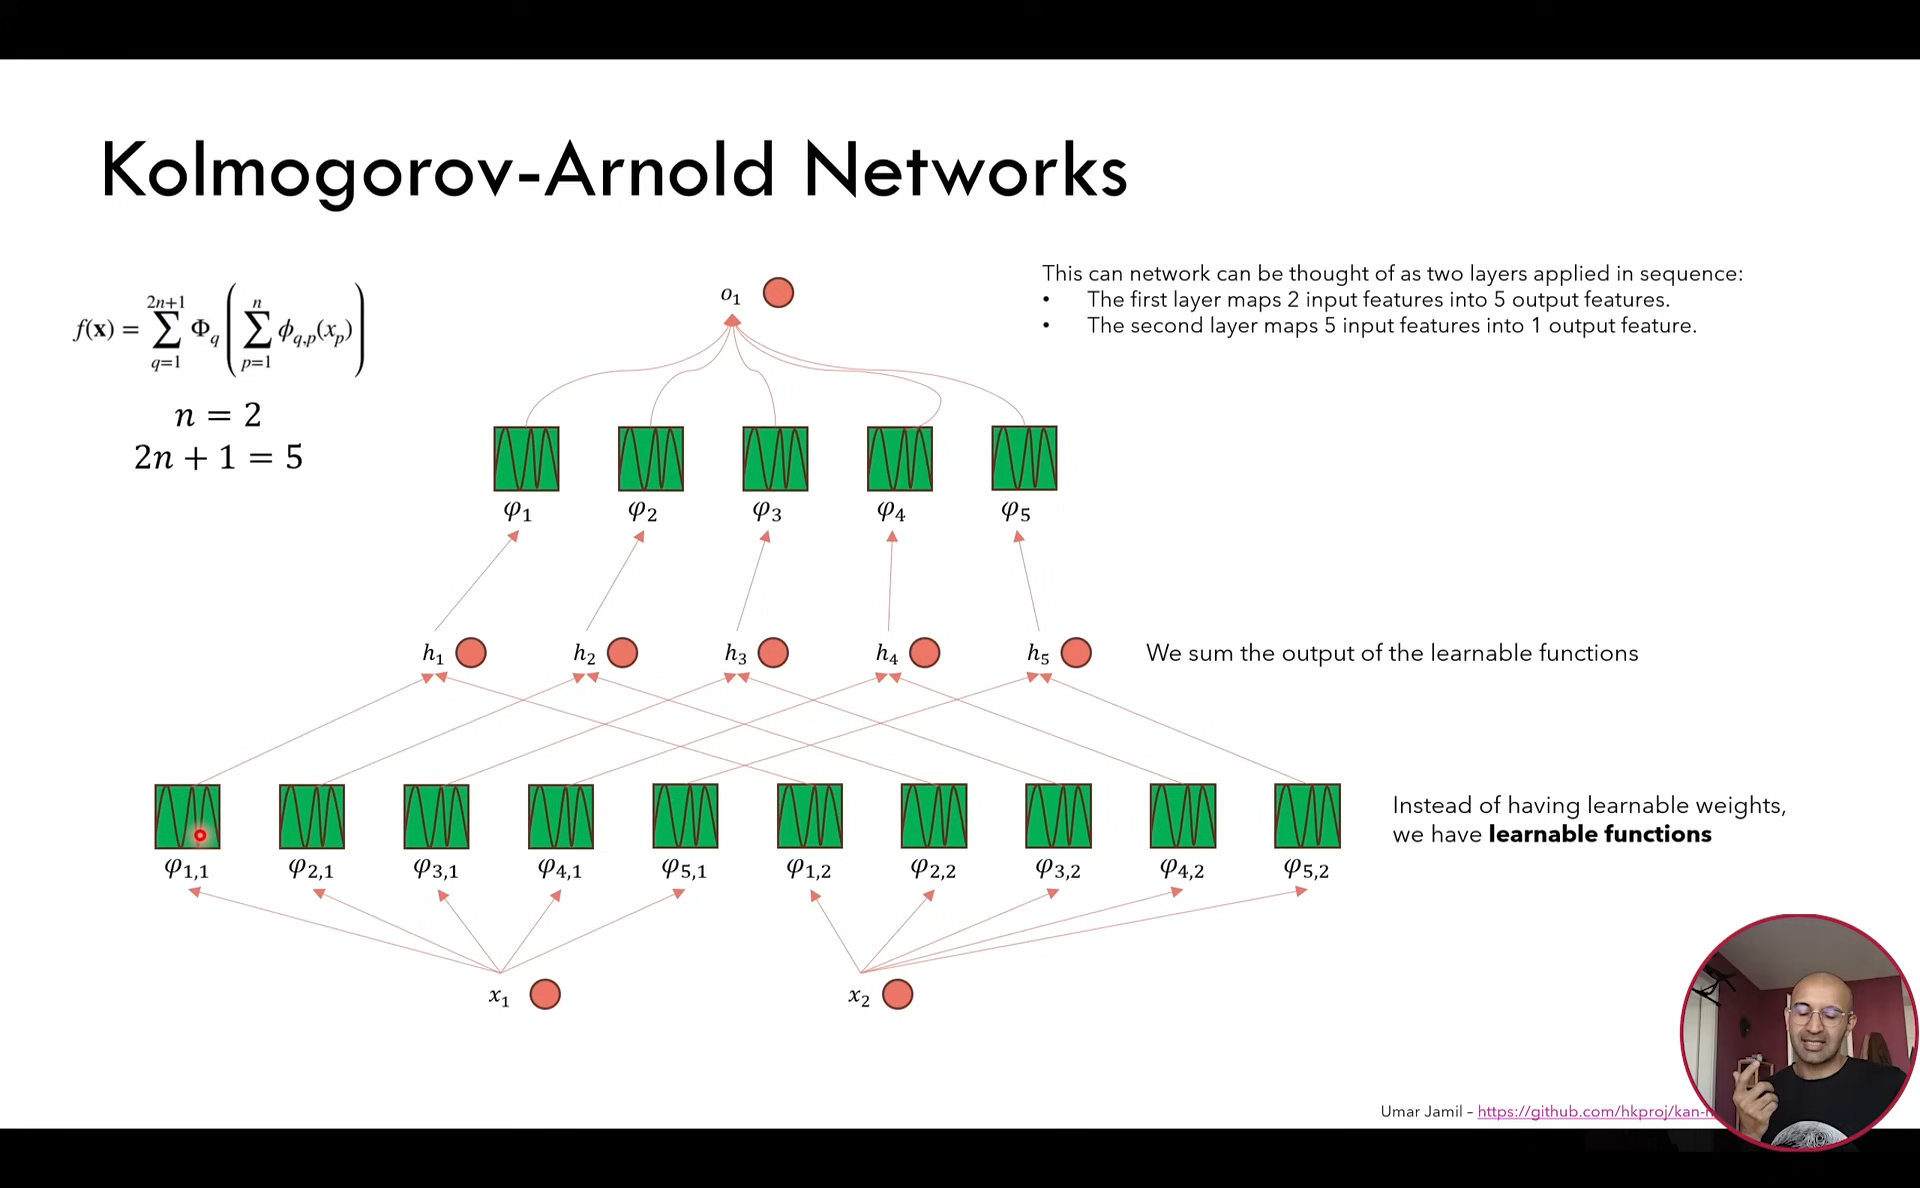 Kolmogorov-Arnold Networks
f(x) = ∑_{q=1}^{2n+1} Φ_q ( ∑_{p=1}^{n} ϕ_{q,p}(x_p) )
n = 2
2n + 1 = 5
This can network can be thought of as two layers applied in sequence:
• The first layer maps 2 input features into 5 output features.
• The second layer maps 5 input features into 1 output feature.
o₁
φ₁ φ₂ φ₃ φ₄ φ₅
h₁ h₂ h₃ h₄ h₅
We sum the output of the learnable functions
Instead of having learnable weights,
we have learnable functions
φ₁,₁ φ₂,₁ φ₃,₁ φ₄,₁ φ₅,₁ φ₁,₂ φ₂,₂ φ₃,₂ φ₄,₂ φ₅,₂
x₁ x₂
Umar Jamil – https://github.com/hkproj/kan-